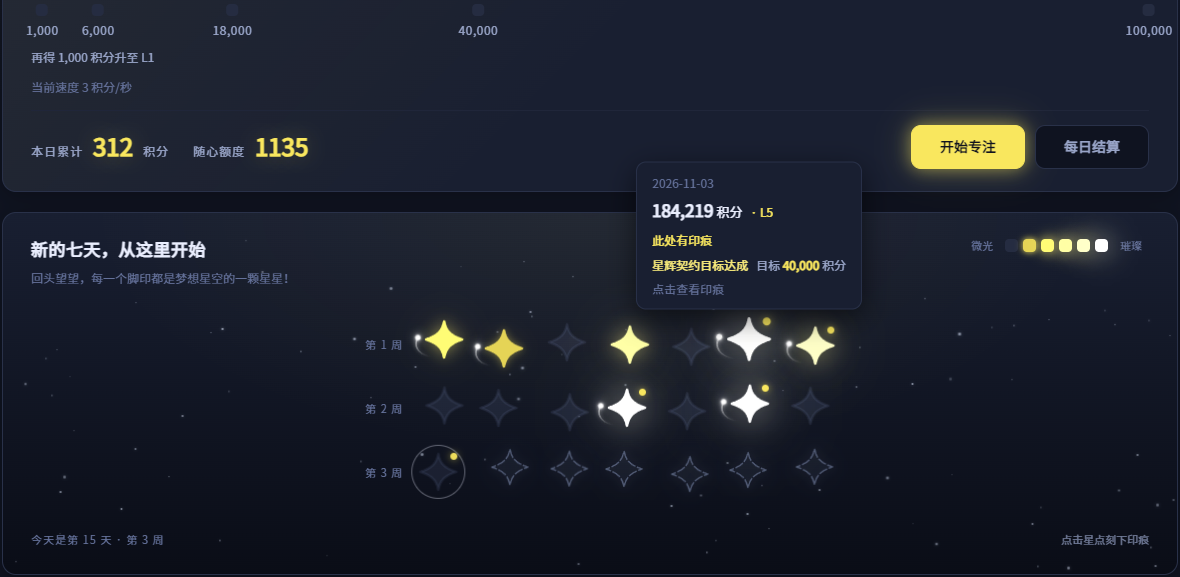 1,000 6,000 18,000 40,000 100,000
再得 1,000 积分升至 L1
当前速度 3 积分/秒
本日累计 312 积分 随心额度 1135
开始专注
每日结算
2026-11-03
184,219 积分 · L5
此处有印痕
星辉契约目标达成 目标 40,000 积分
点击查看印痕
新的七天，从这里开始
回头望望，每一个脚印都是梦想星空的一颗星星！
微光 璀璨
第 1 周
第 2 周
第 3 周
今天是第 15 天 · 第 3 周
点击星点刻下印痕